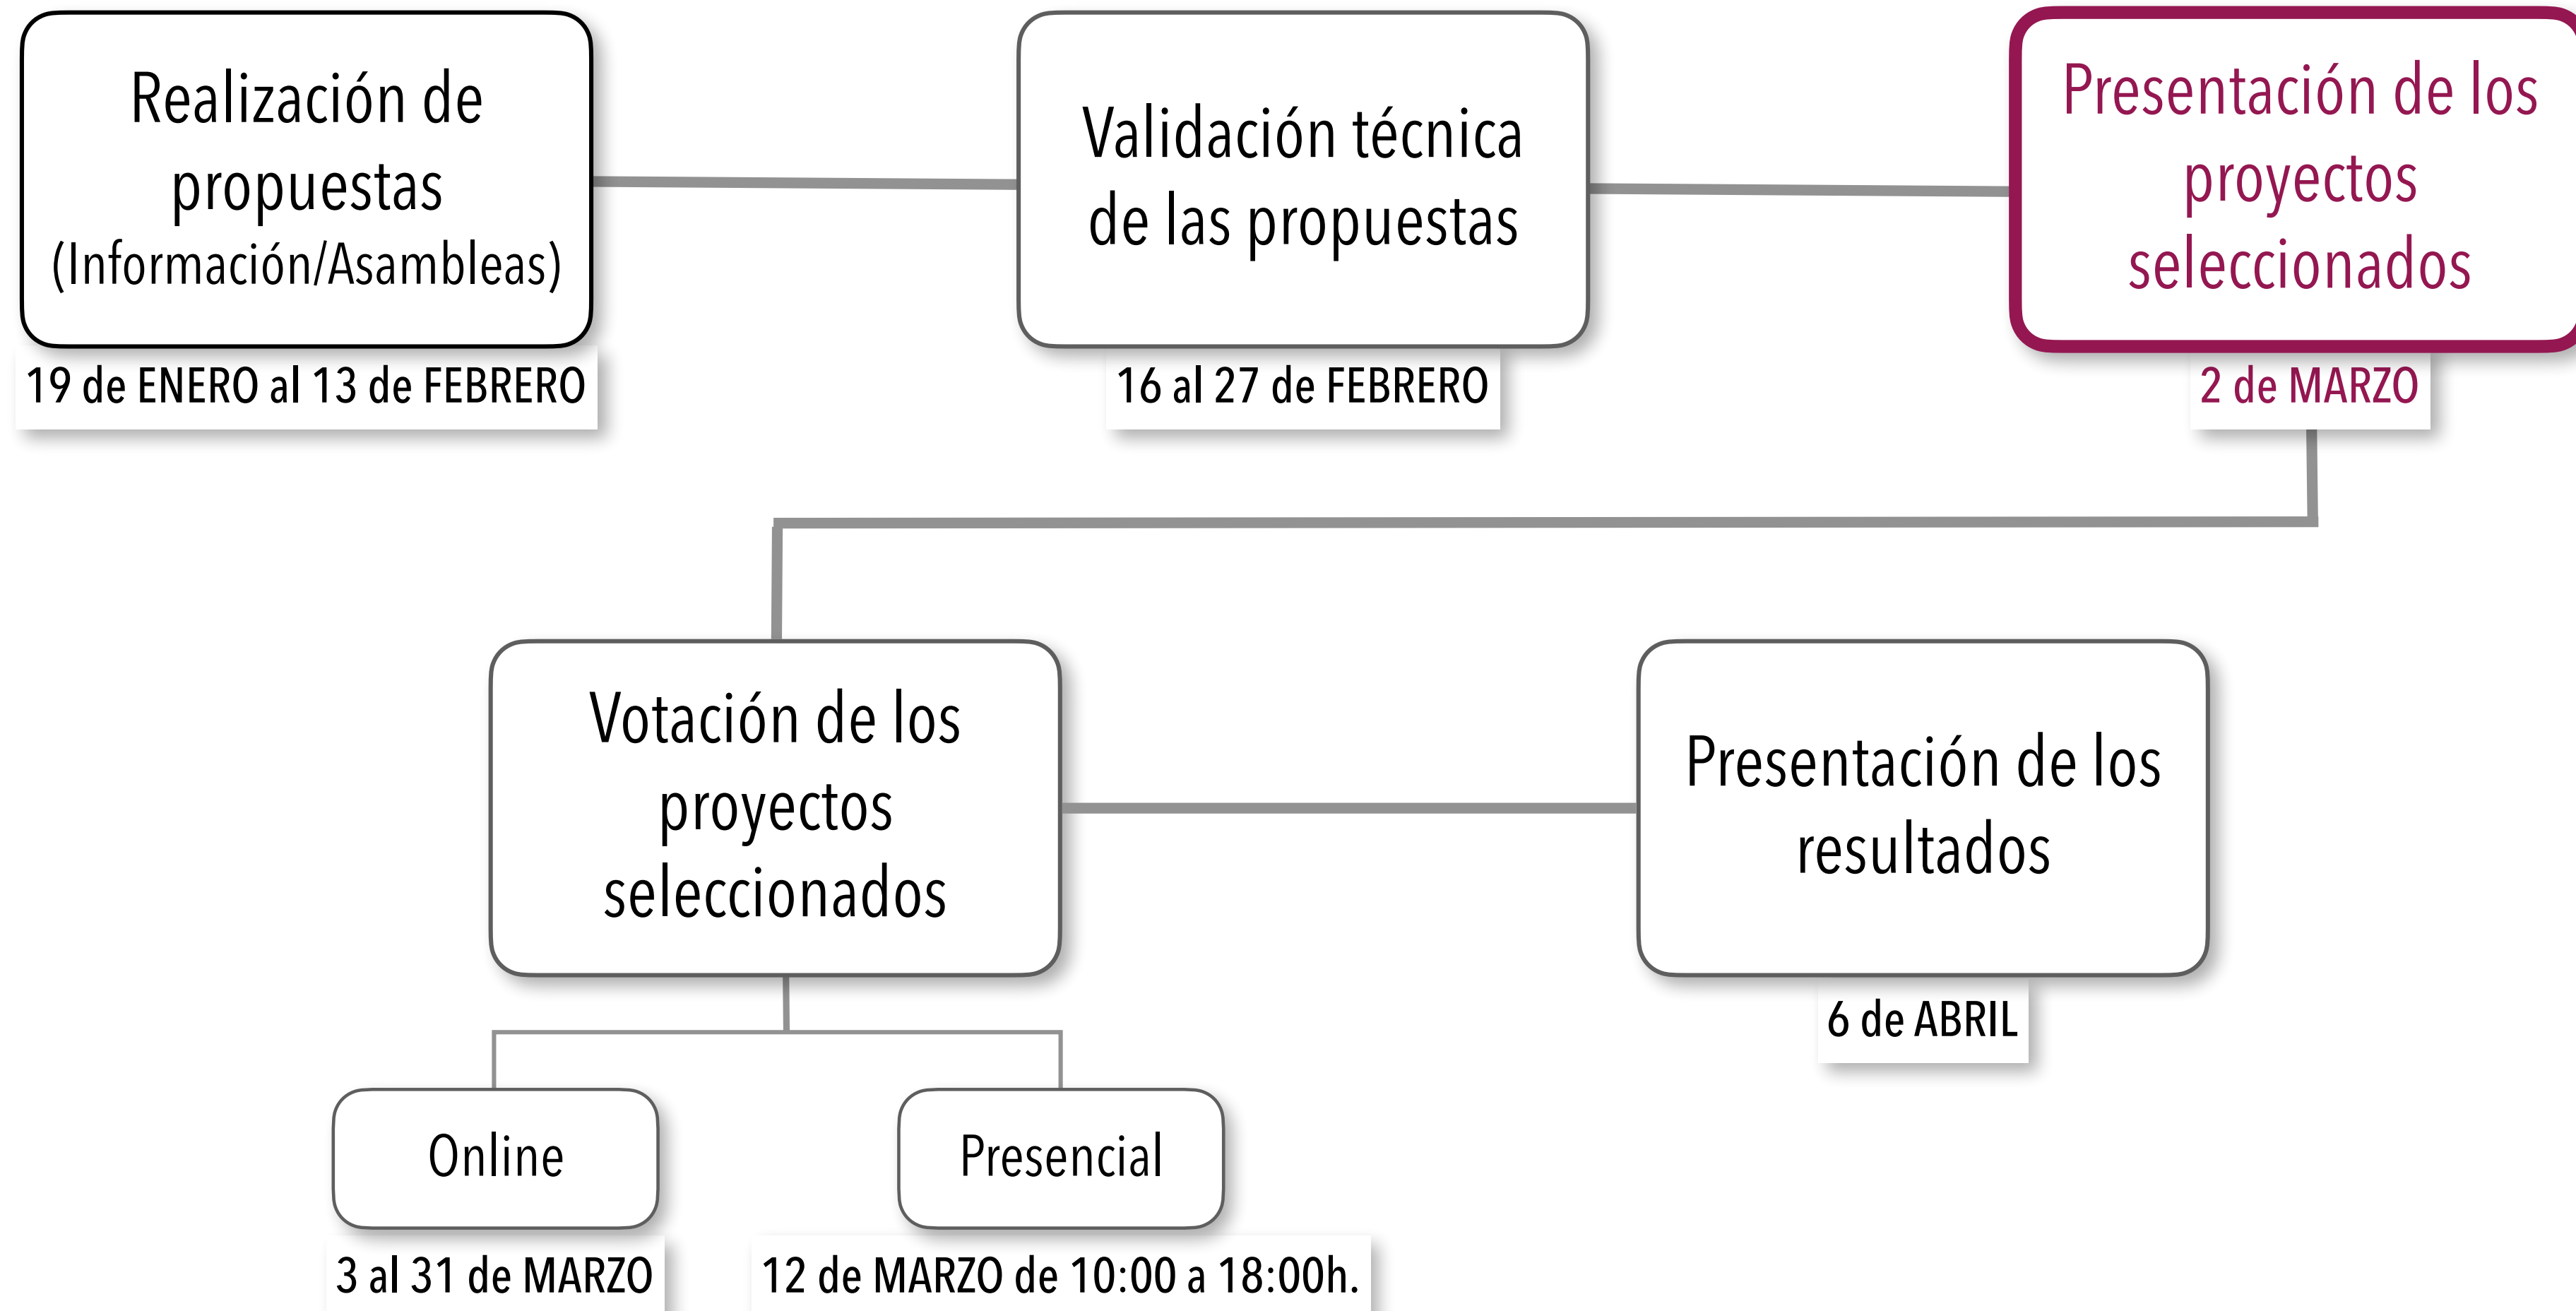 Realización de
propuestas
(Información/Asambleas)
19 de ENERO al 13 de FEBRERO
Validación técnica
de las propuestas
16 al 27 de FEBRERO
Presentación de los
proyectos
seleccionados
2 de MARZO
Votación de los
proyectos
seleccionados
Online
3 al 31 de MARZO
Presencial
12 de MARZO de 10:00 a 18:00h.
Presentación de los
resultados
6 de ABRIL